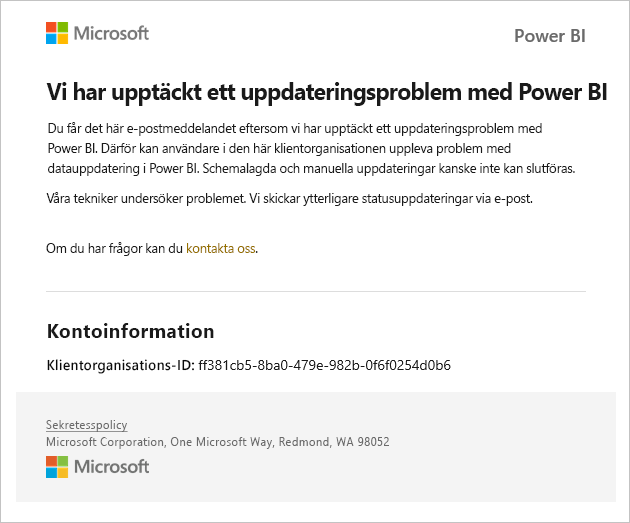 Microsoft
Power BI
Vi har upptäckt ett uppdateringsproblem med Power BI
Du får det här e-postmeddelandet eftersom vi har upptäckt ett uppdateringsproblem med
Power BI. Därför kan användare i den här klientorganisationen uppleva problem med
datauppdatering i Power BI. Schemalagda och manuella uppdateringar kanske inte kan slutföras.
Våra tekniker undersöker problemet. Vi skickar ytterligare statusuppdateringar via e-post.
Om du har frågor kan du kontakta oss.
Kontoinformation
Klientorganisations-ID: ff381cb5-8ba0-479e-982b-0f6f0254d0b6
Sekretesspolicy
Microsoft Corporation, One Microsoft Way, Redmond, WA 98052
Microsoft